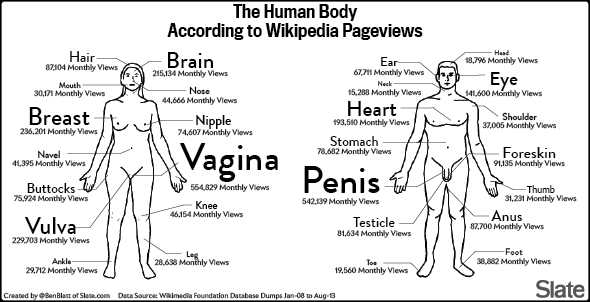 The Human Body
According to Wikipedia Pageviews
Hair
87,104 Monthly Views
Brain
215,134 Monthly Views
Mouth
30,171 Monthly Views
Nose
44,666 Monthly Views
Breast
236,201 Monthly Views
Nipple
74,607 Monthly Views
Navel
41,395 Monthly Views
Vagina
554,829 Monthly Views
Buttocks
75,924 Monthly Views
Knee
46,154 Monthly Views
Vulva
229,703 Monthly Views
Ankle
29,712 Monthly Views
Leg
28,638 Monthly Views
Head
18,796 Monthly Views
Ear
67,711 Monthly Views
Eye
141,600 Monthly Views
Neck
15,288 Monthly Views
Heart
193,510 Monthly Views
Shoulder
37,005 Monthly Views
Stomach
78,682 Monthly Views
Foreskin
91,135 Monthly Views
Penis
542,139 Monthly Views
Thumb
31,231 Monthly Views
Testicle
81,634 Monthly Views
Anus
87,700 Monthly Views
Toe
19,560 Monthly Views
Foot
38,882 Monthly Views
Created by @BenBlatt of Slate.com Data Source: Wikimedia Foundation Database Dumps Jan-08 to Aug-13
Slate